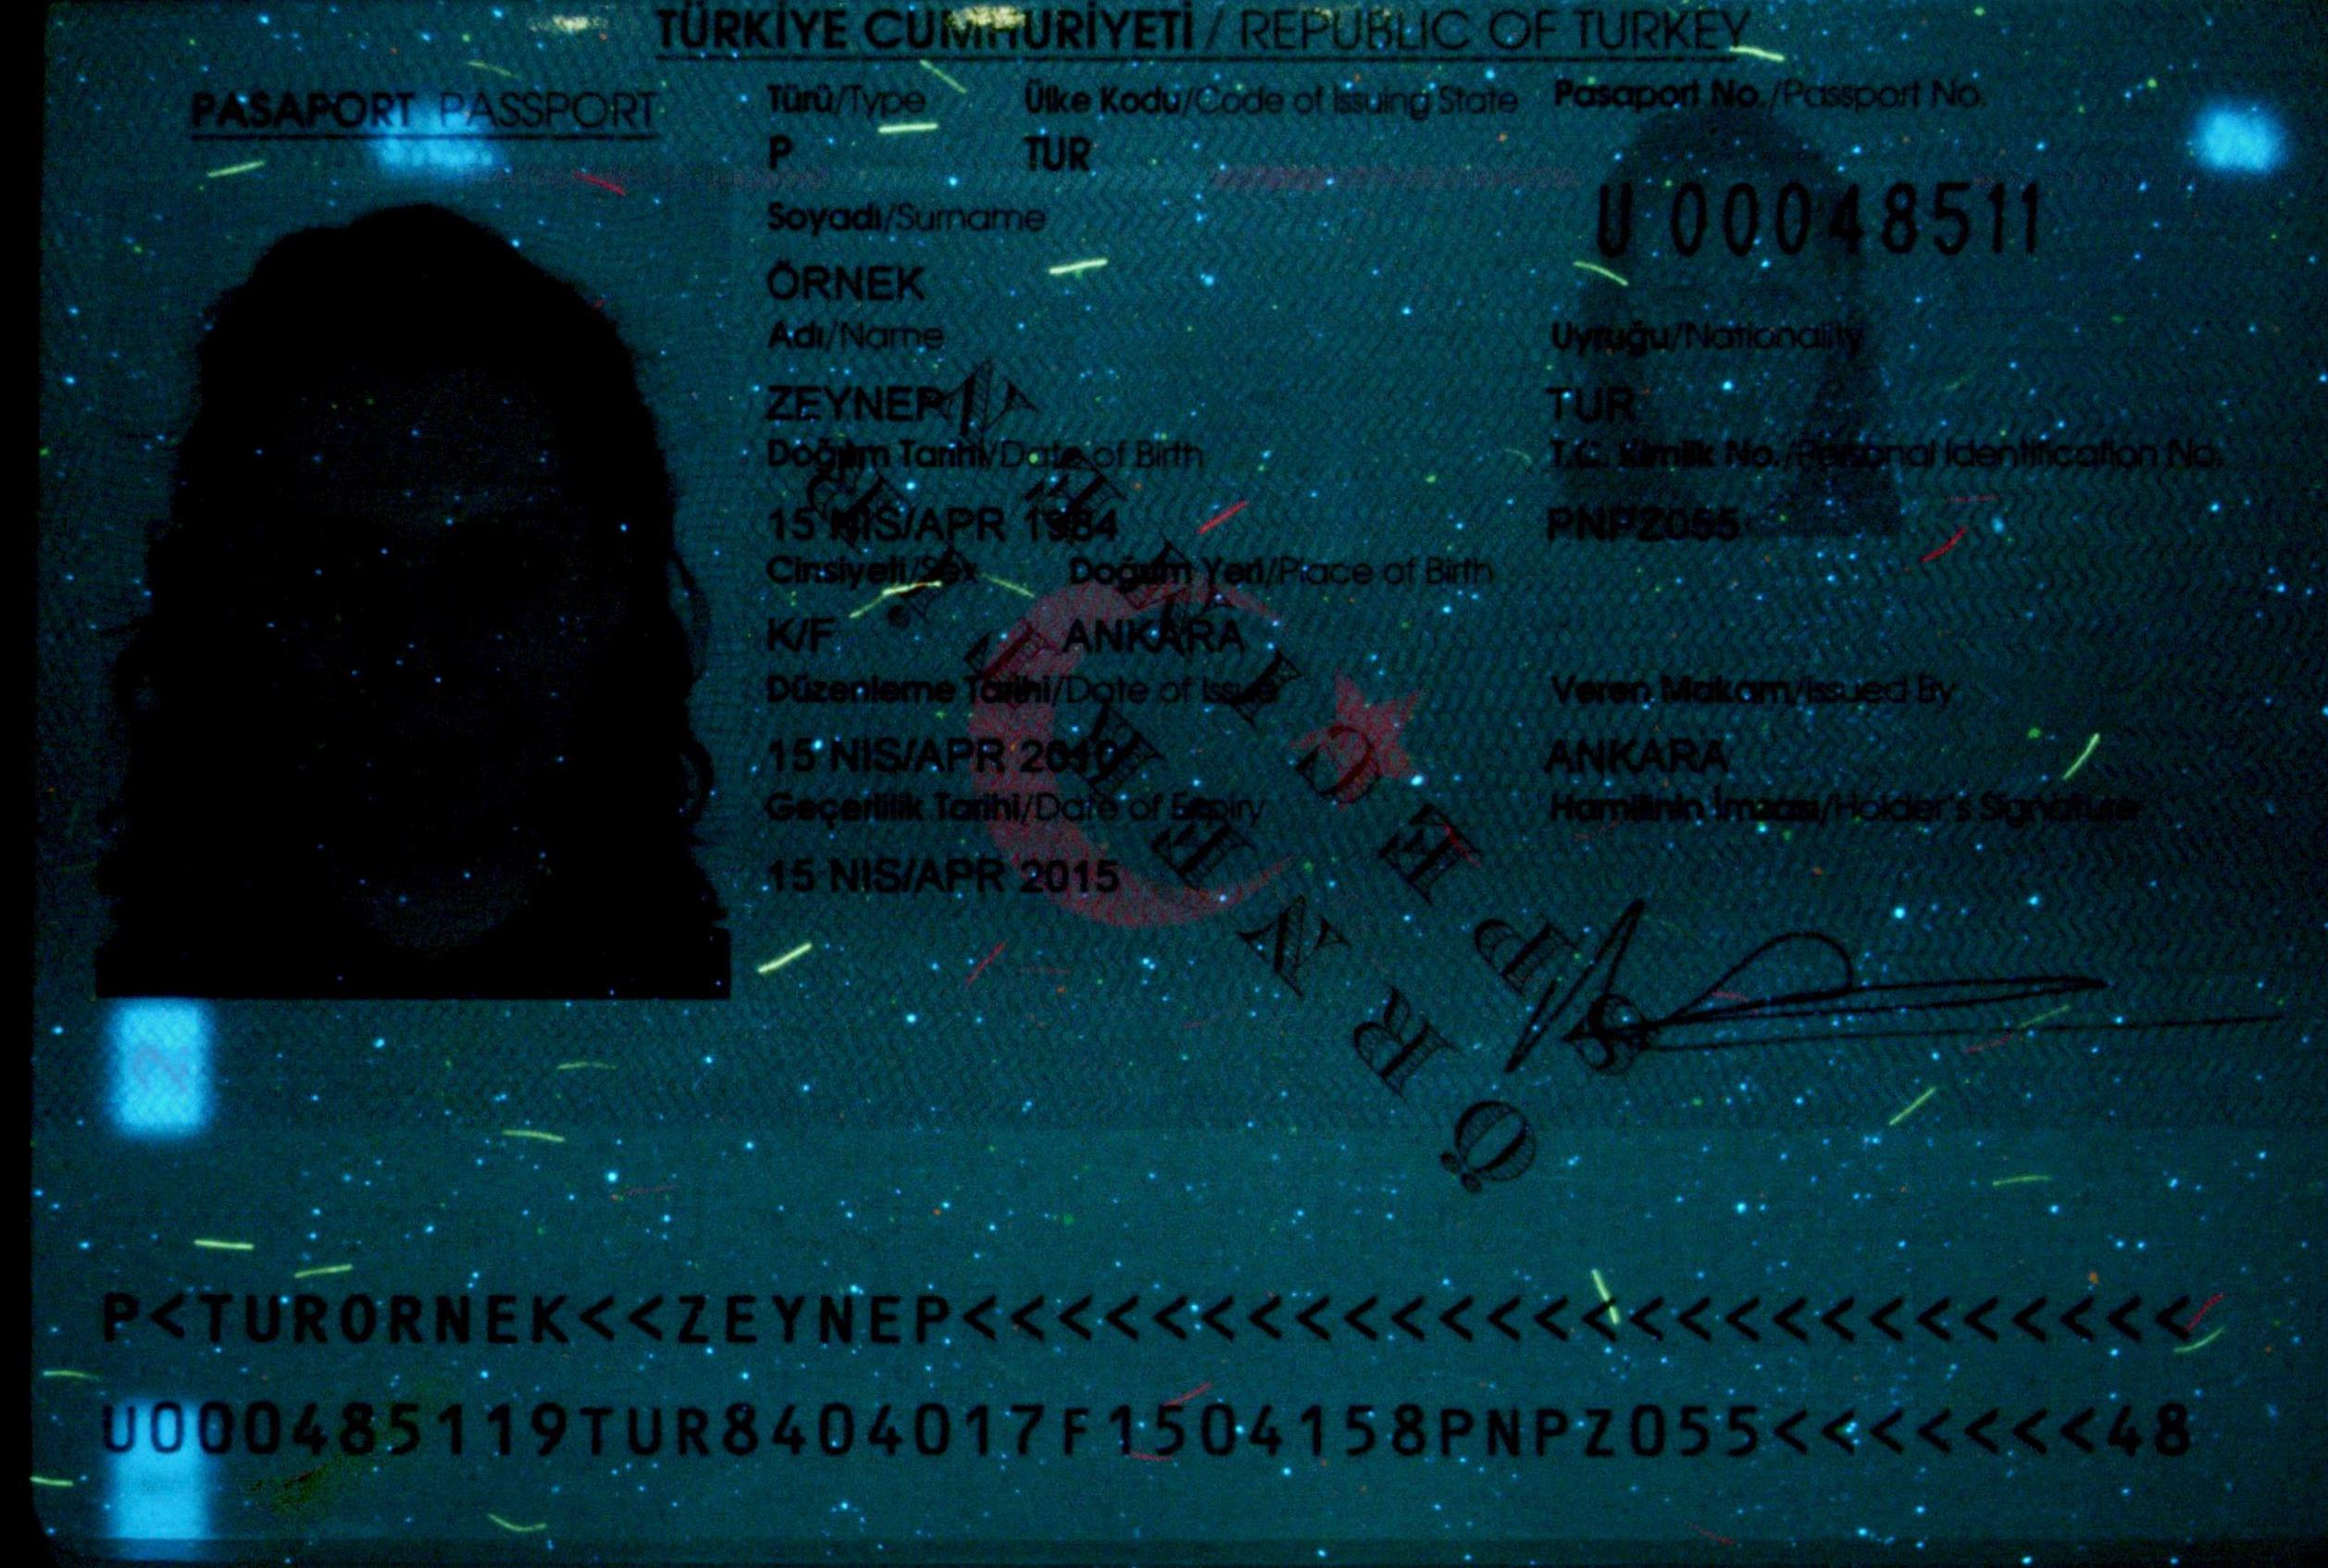 TÜRKİYE CUMHURİYETİ / REPUBLIC OF TURKEY
PASAPORT PASSPORT
Türü/Type Ülke Kodu/Code of Issuing State Pasaport No./Passport No.
P TUR
U 00048511
Soyadı/Surname
ÖRNEK
Adı/Name Uyruğu/Nationality
ZEYNEP TUR
Doğum Tarihi/Date of Birth T.C. Kimlik No./Personal Identification No.
15 NIS/APR 1984 PNPZ055
Cinsiyeti/Sex Doğum Yeri/Place of Birth
K/F ANKARA
Düzenleme Tarihi/Date of Issue Veren Makam/Issued By
15 NIS/APR 2010 ANKARA
Geçerlilik Tarihi/Date of Expiry Hamilinin İmzası/Holder's Signature
15 NIS/APR 2015
P<TURORNEK<<ZEYNEP<<<<<<<<<<<<<<<<<<<<<<<<<<
U000485119TUR8404017F1504158PNPZ055<<<<<<<48